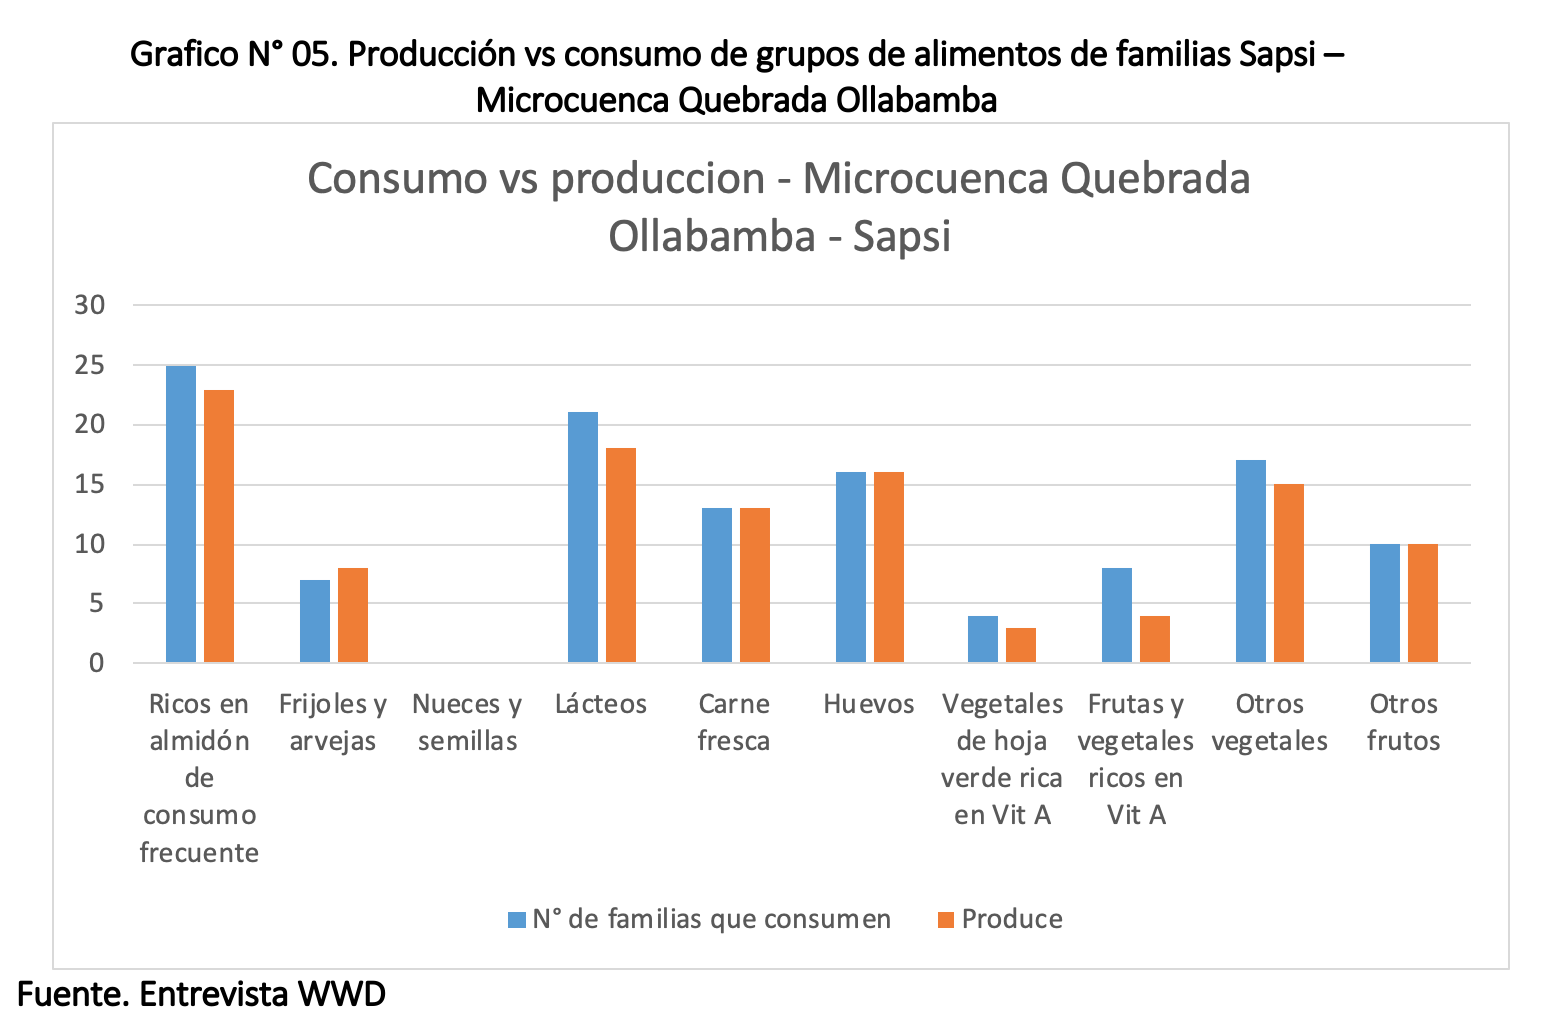 Grafico N° 05. Producción vs consumo de grupos de alimentos de familias Sapsi –
Microcuenca Quebrada Ollabamba
Consumo vs produccion - Microcuenca Quebrada
Ollabamba - Sapsi
30
25
20
15
10
5
0
Ricos en
almidón
de
consumo
frecuente
Frijoles y
arvejas
Nueces y
semillas
Lácteos
Carne
fresca
Huevos
Vegetales
de hoja
verde rica
en Vit A
Frutas y
vegetales
ricos en
Vit A
Otros
vegetales
Otros
frutos
N° de familias que consumen
Produce
Fuente. Entrevista WWD